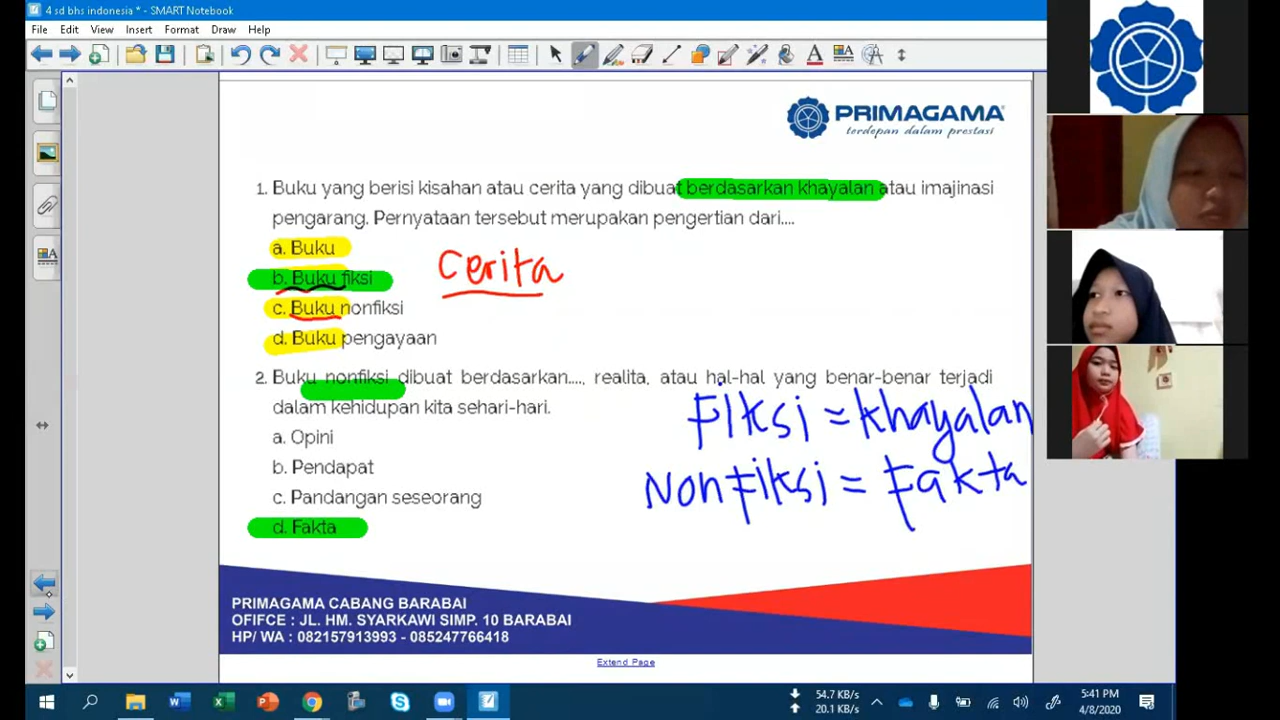 4 sd bhs indonesia * - SMART Notebook
File Edit View Insert Format Draw Help
PRIMAGAMA
terdepan dalam prestasi
1. Buku yang berisi kisahan atau cerita yang dibuat berdasarkan khayalan atau imajinasi
pengarang. Pernyataan tersebut merupakan pengertian dari....
a. Buku
b. Buku fiksi
Cerita
c. Buku nonfiksi
d. Buku pengayaan
2. Buku nonfiksi dibuat berdasarkan...., realita, atau hal-hal yang benar-benar terjadi
dalam kehidupan kita sehari-hari.
Fiksi = khayalan
a. Opini
b. Pendapat
NonFiksi = Fakta
c. Pandangan seseorang
d. Fakta
PRIMAGAMA CABANG BARABAI
OFIFCE : JL. HM. SYARKAWI SIMP. 10 BARABAI
HP/ WA : 082157913993 - 085247766418
Extend Page
54.7 KB/s
20.1 KB/s
5:41 PM
4/8/2020